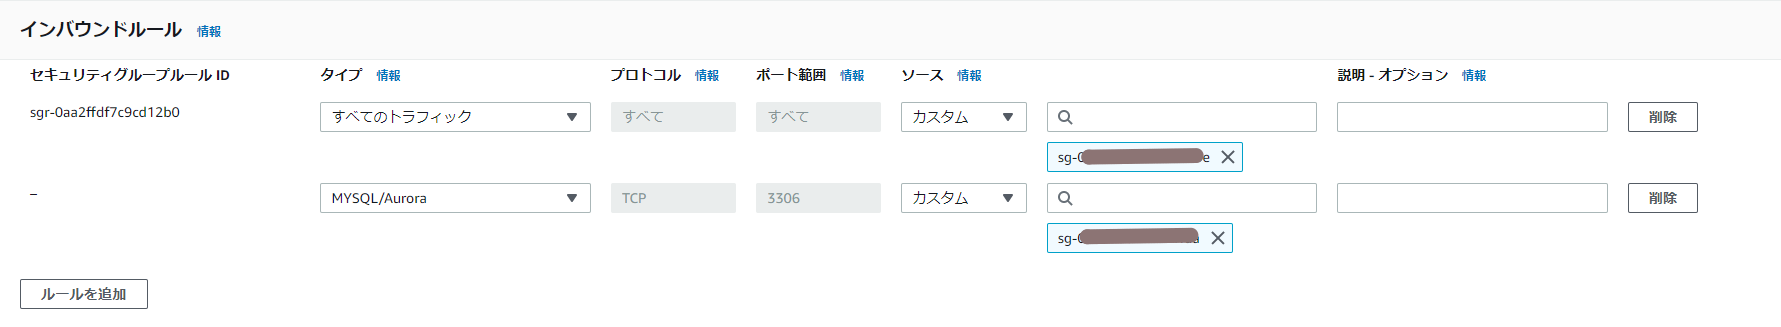 インバウンドルール 情報
セキュリティグループルール ID タイプ 情報 プロトコル 情報 ポート範囲 情報 ソース 情報 説明 - オプション 情報
sgr-0aa2ffdf7c9cd12b0 すべてのトラフィック すべて すべて カスタム 削除
sg-0 e
– MYSQL/Aurora TCP 3306 カスタム 削除
sg-0 a
ルールを追加